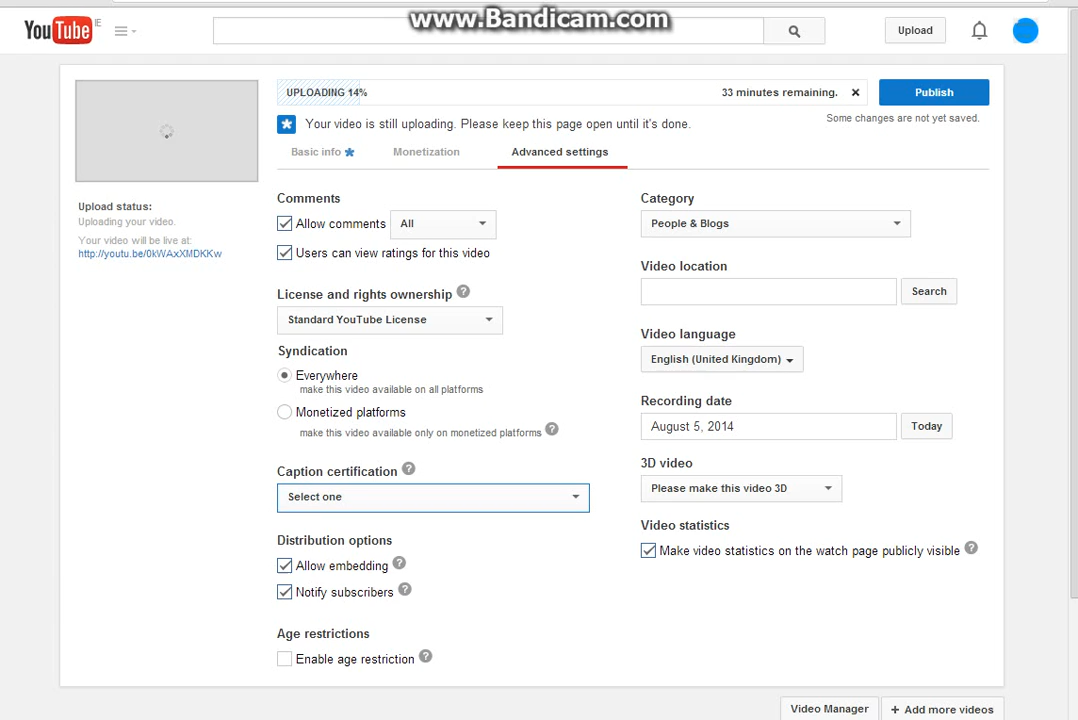 www.Bandicam.com
YouTube IE
Upload
UPLOADING 14%
33 minutes remaining.
Publish
Your video is still uploading. Please keep this page open until it's done.
Some changes are not yet saved.
Basic info
Monetization
Advanced settings
Upload status:
Uploading your video.
Your video will be live at:
http://youtu.be/0kWAxXMDKKw
Comments
Allow comments
All
Users can view ratings for this video
License and rights ownership ?
Standard YouTube License
Syndication
Everywhere
make this video available on all platforms
Monetized platforms
make this video available only on monetized platforms ?
Caption certification ?
Select one
Distribution options
Allow embedding ?
Notify subscribers ?
Age restrictions
Enable age restriction ?
Category
People & Blogs
Video location
Search
Video language
English (United Kingdom)
Recording date
August 5, 2014
Today
3D video
Please make this video 3D
Video statistics
Make video statistics on the watch page publicly visible ?
Video Manager
+ Add more videos